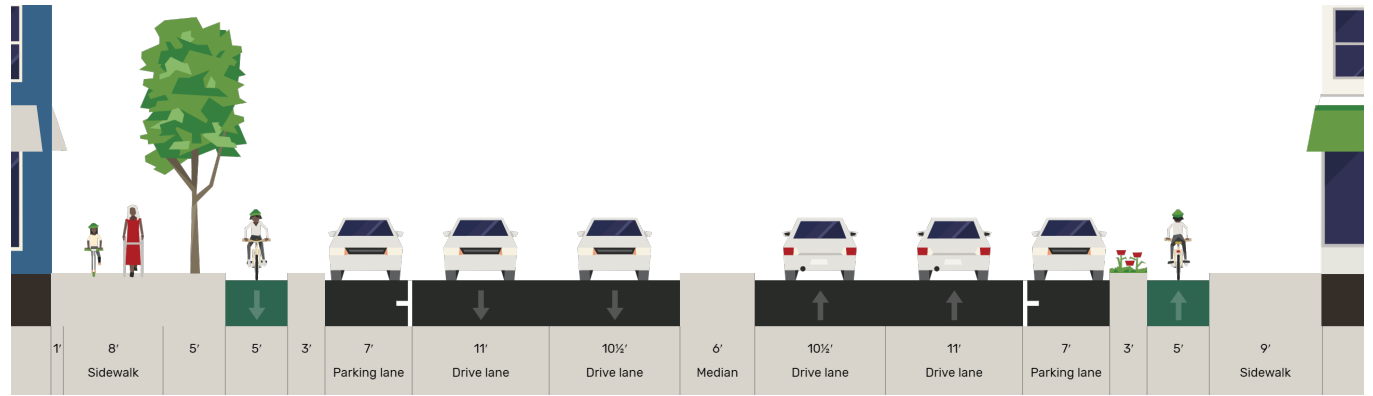 1′ 8′ 5′ 5′ 3′ 7′ 11′ 10½′ 6′ 10½′ 11′ 7′ 3′ 5′ 9′
Sidewalk Parking lane Drive lane Drive lane Median Drive lane Drive lane Parking lane Sidewalk